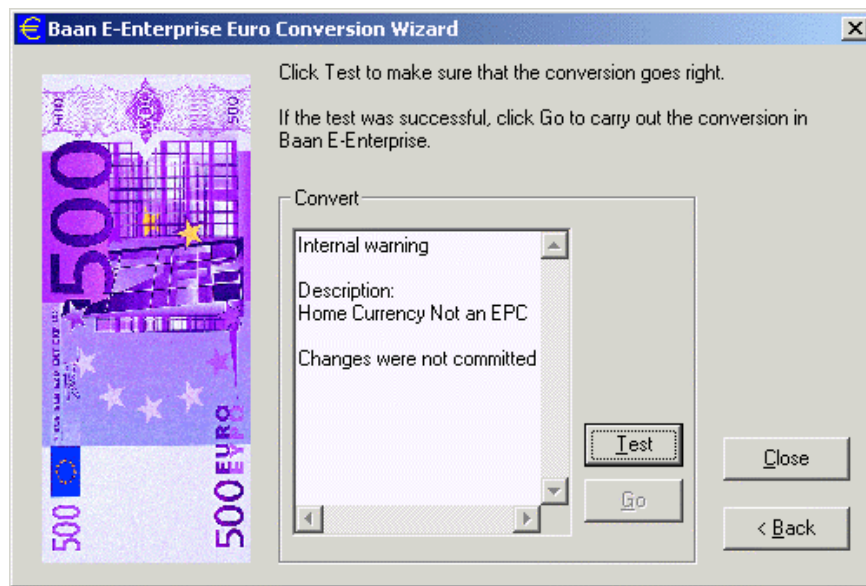 Baan E-Enterprise Euro Conversion Wizard
Click Test to make sure that the conversion goes right.
If the test was successful, click Go to carry out the conversion in
Baan E-Enterprise.
500
500
500
Convert
Internal warning
Description:
Home Currency Not an EPC
Changes were not committed
Test
Go
Close
< Back
500
500 EURO
ΕΥΡΩ